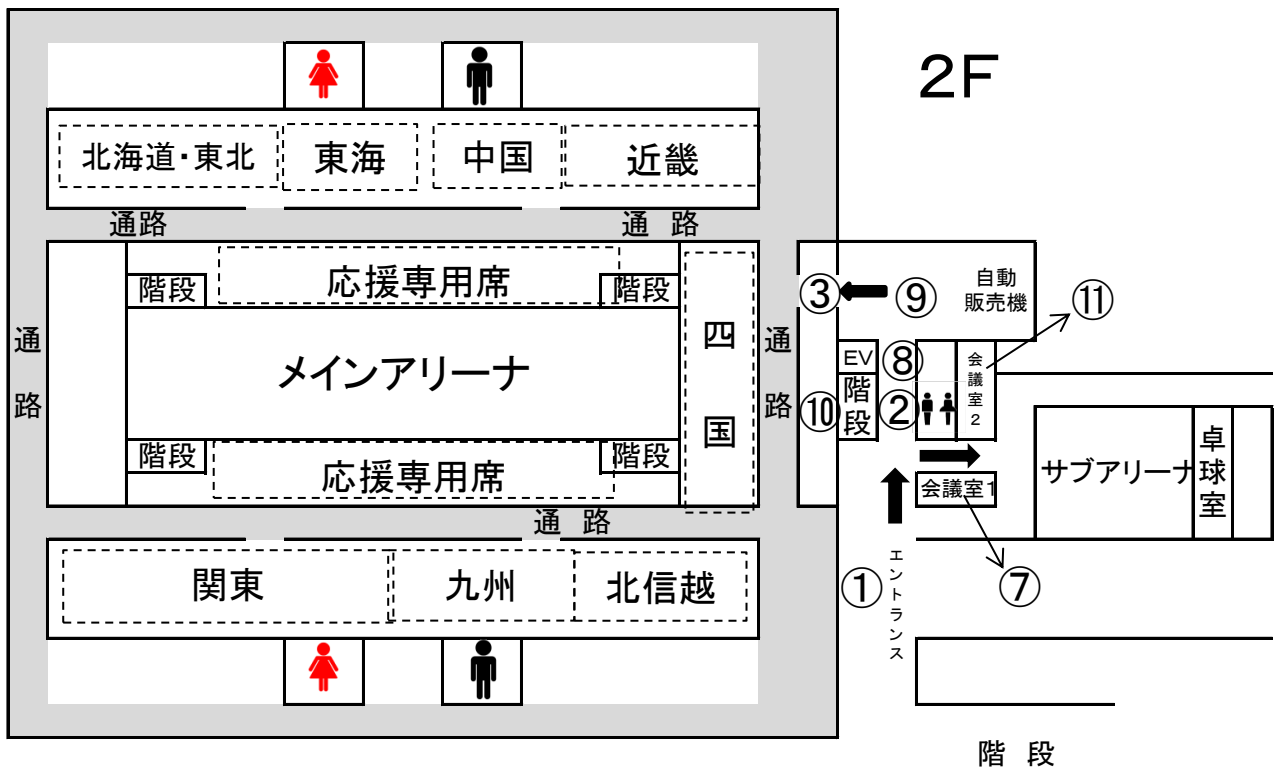 2F
北海道・東北
東海
中国
近畿
通路
通 路
応援専用席
階段
階段
③
⑨
自動
販売機
⑪
メインアリーナ
四国
通路
通路
EV
⑧
会議室2
⑩
階段
②
階段
階段
応援専用席
会議室1
サブアリーナ
卓球室
通 路
関東
九州
北信越
①
エントランス
⑦
階 段